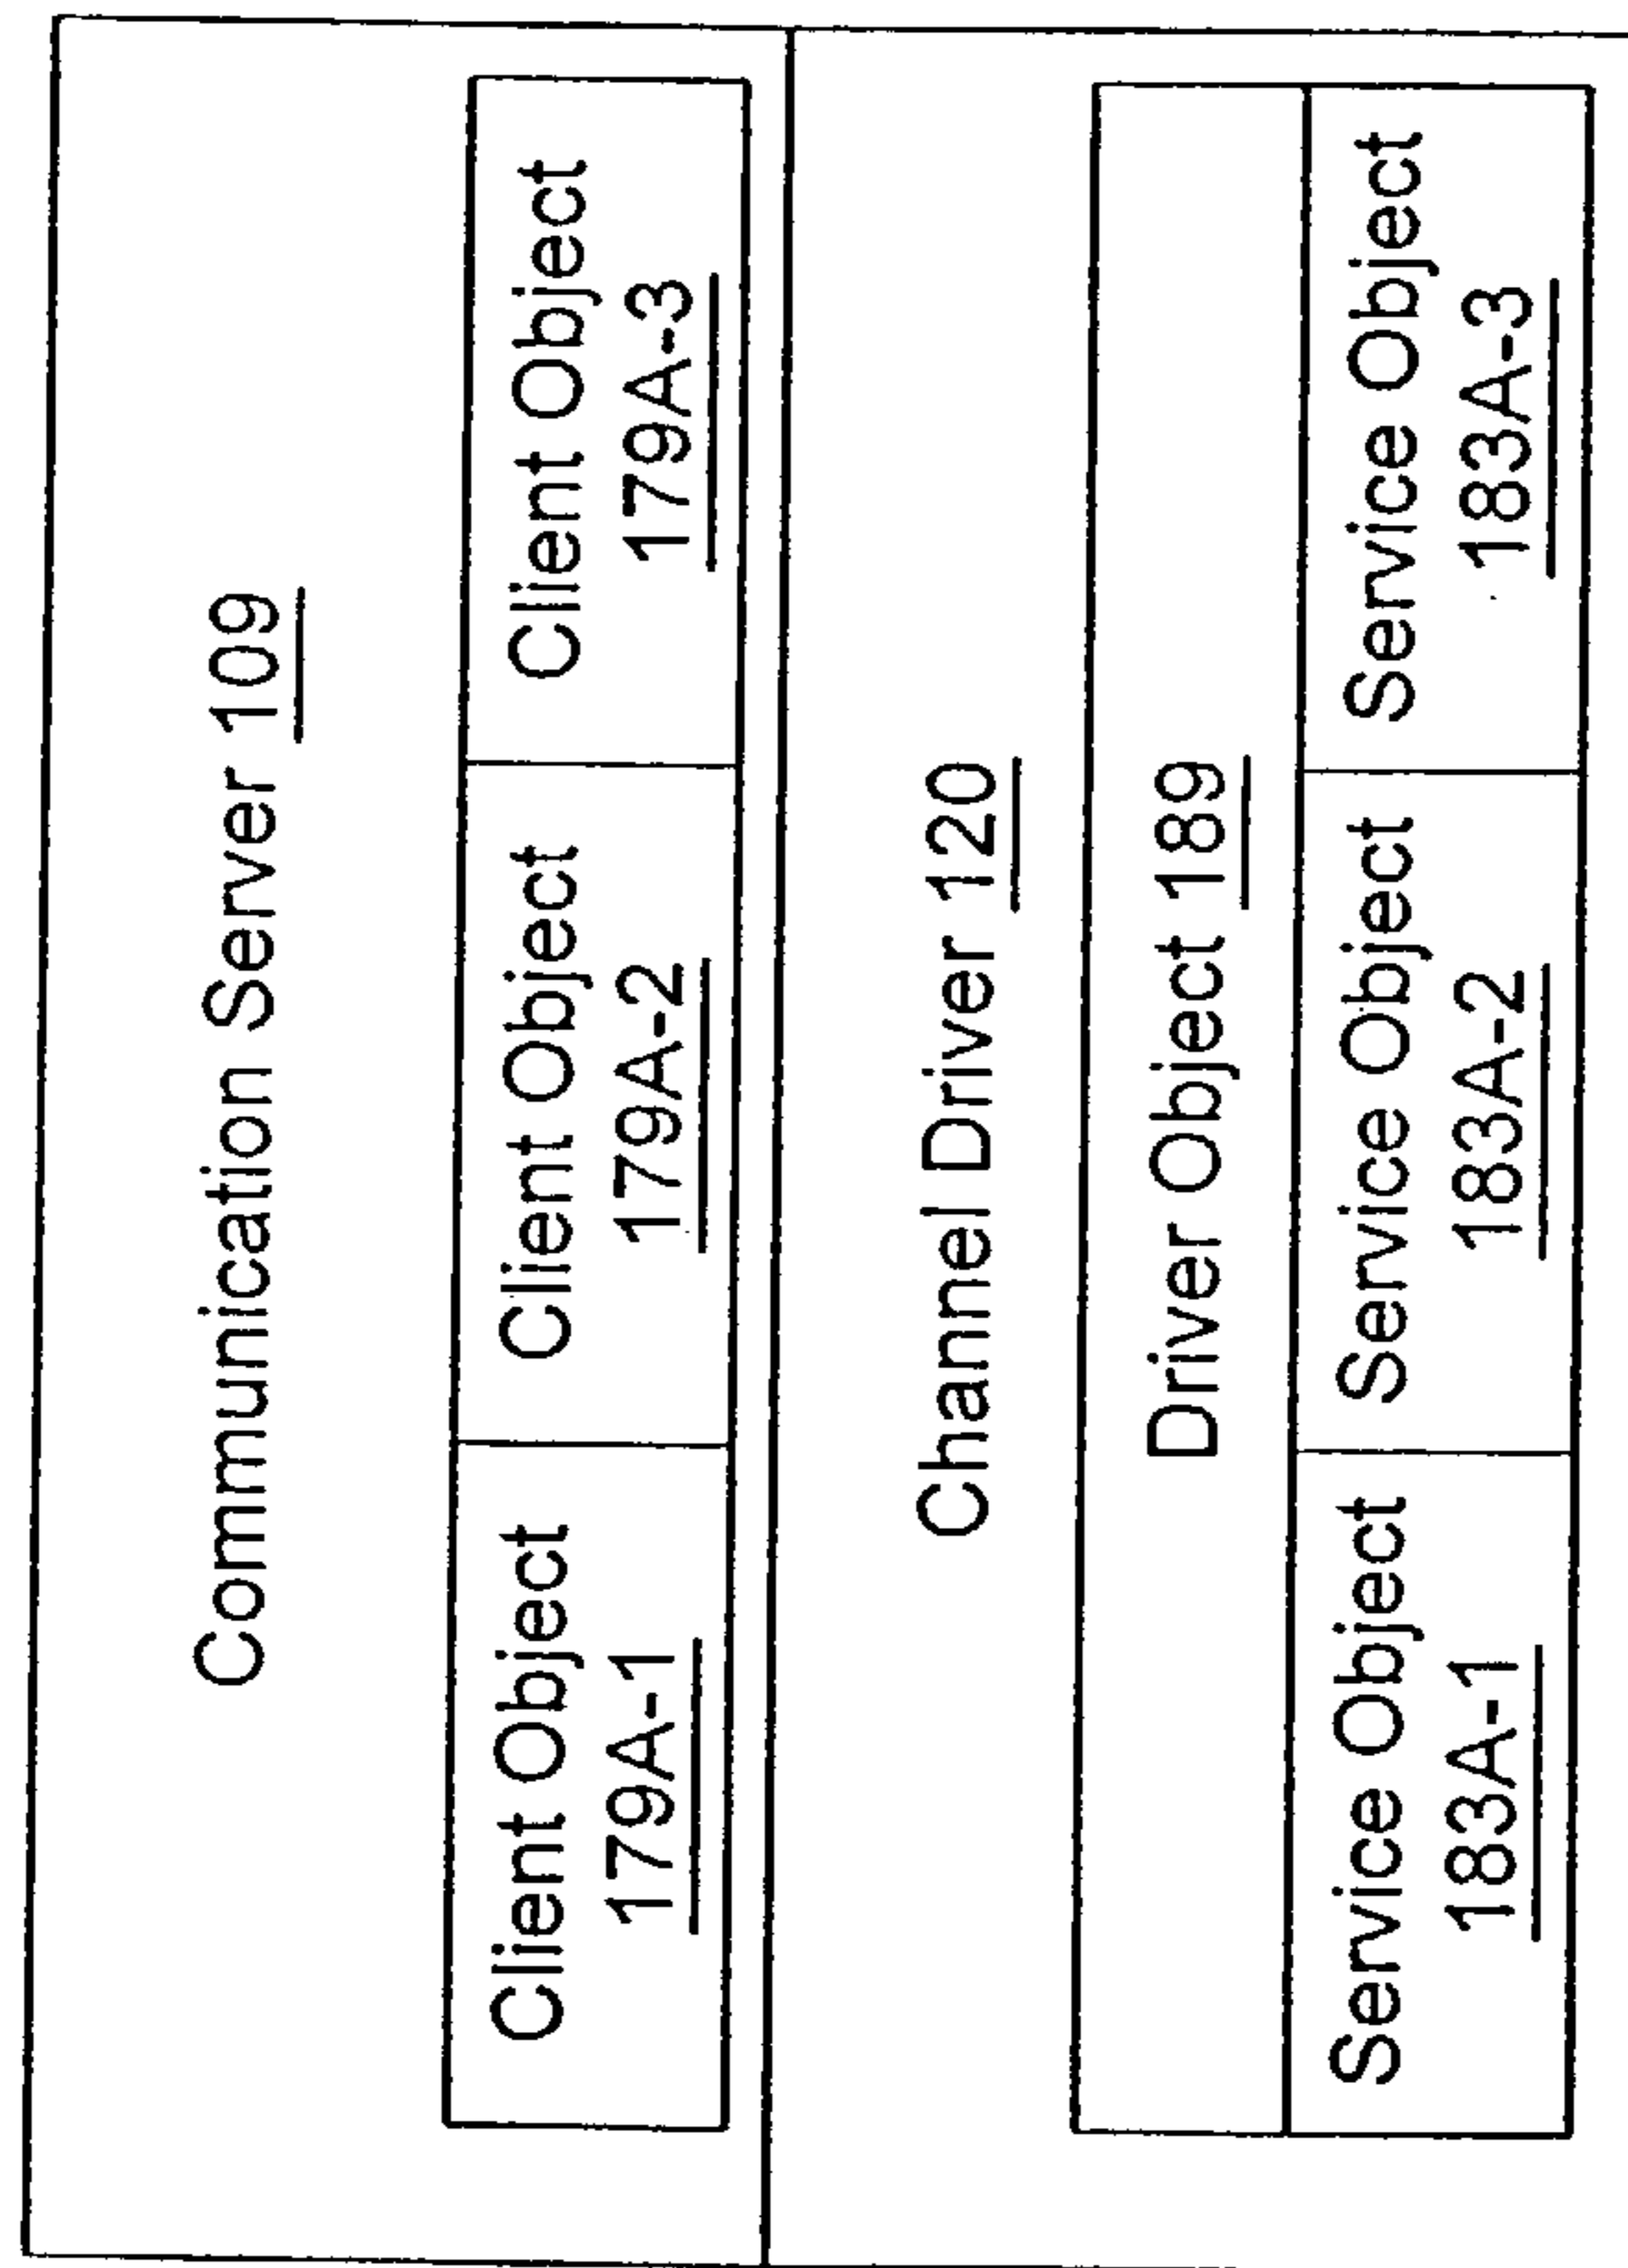 Communication Server 109
Client Object
179A-1
Client Object
179A-2
Client Object
179A-3
Channel Driver 120
Driver Object 189
Service Object
183A-1
Service Object
183A-2
Service Object
183A-3